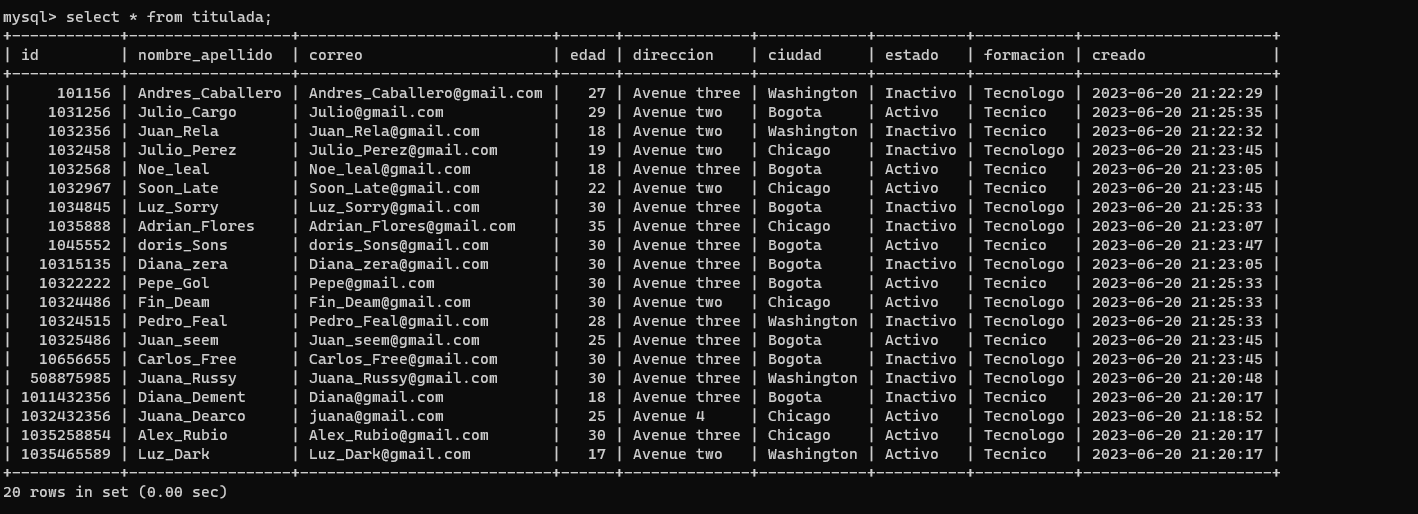 mysql> select * from titulada;
+------------+------------------+----------------------------+------+--------------+------------+----------+-----------+---------------------+
| id         | nombre_apellido  | correo                     | edad | direccion    | ciudad     | estado   | formacion | creado              |
+------------+------------------+----------------------------+------+--------------+------------+----------+-----------+---------------------+
|     101156 | Andres_Caballero | Andres_Caballero@gmail.com |   27 | Avenue three | Washington | Inactivo | Tecnologo | 2023-06-20 21:22:29 |
|    1031256 | Julio_Cargo      | Julio@gmail.com            |   29 | Avenue two   | Bogota     | Activo   | Tecnico   | 2023-06-20 21:25:35 |
|    1032356 | Juan_Rela        | Juan_Rela@gmail.com        |   18 | Avenue two   | Washington | Inactivo | Tecnico   | 2023-06-20 21:22:32 |
|    1032458 | Julio_Perez      | Julio_Perez@gmail.com      |   19 | Avenue two   | Chicago    | Inactivo | Tecnologo | 2023-06-20 21:23:45 |
|    1032568 | Noe_leal         | Noe_leal@gmail.com         |   18 | Avenue three | Bogota     | Activo   | Tecnico   | 2023-06-20 21:23:05 |
|    1032967 | Soon_Late        | Soon_Late@gmail.com        |   22 | Avenue two   | Chicago    | Activo   | Tecnico   | 2023-06-20 21:23:45 |
|    1034845 | Luz_Sorry        | Luz_Sorry@gmail.com        |   30 | Avenue three | Bogota     | Inactivo | Tecnologo | 2023-06-20 21:25:33 |
|    1035888 | Adrian_Flores    | Adrian_Flores@gmail.com    |   35 | Avenue three | Chicago    | Inactivo | Tecnologo | 2023-06-20 21:23:07 |
|    1045552 | doris_Sons       | doris_Sons@gmail.com       |   30 | Avenue three | Bogota     | Activo   | Tecnico   | 2023-06-20 21:23:47 |
|   10315135 | Diana_zera       | Diana_zera@gmail.com       |   30 | Avenue three | Bogota     | Inactivo | Tecnologo | 2023-06-20 21:23:05 |
|   10322222 | Pepe_Gol         | Pepe@gmail.com             |   30 | Avenue three | Bogota     | Activo   | Tecnico   | 2023-06-20 21:25:33 |
|   10324486 | Fin_Deam         | Fin_Deam@gmail.com         |   30 | Avenue two   | Chicago    | Activo   | Tecnologo | 2023-06-20 21:25:33 |
|   10324515 | Pedro_Feal       | Pedro_Feal@gmail.com       |   28 | Avenue three | Washington | Inactivo | Tecnologo | 2023-06-20 21:25:33 |
|   10325486 | Juan_seem        | Juan_seem@gmail.com        |   25 | Avenue three | Bogota     | Activo   | Tecnico   | 2023-06-20 21:23:45 |
|   10656655 | Carlos_Free      | Carlos_Free@gmail.com      |   30 | Avenue three | Bogota     | Inactivo | Tecnologo | 2023-06-20 21:23:45 |
|  508875985 | Juana_Russy      | Juana_Russy@gmail.com      |   30 | Avenue three | Washington | Inactivo | Tecnologo | 2023-06-20 21:20:48 |
| 1011432356 | Diana_Dement     | Diana@gmail.com            |   18 | Avenue three | Bogota     | Inactivo | Tecnico   | 2023-06-20 21:20:17 |
| 1032432356 | Juana_Dearco     | juana@gmail.com            |   25 | Avenue 4     | Chicago    | Activo   | Tecnologo | 2023-06-20 21:18:52 |
| 1035258854 | Alex_Rubio       | Alex_Rubio@gmail.com       |   30 | Avenue three | Chicago    | Activo   | Tecnologo | 2023-06-20 21:20:17 |
| 1035465589 | Luz_Dark         | Luz_Dark@gmail.com         |   17 | Avenue two   | Washington | Activo   | Tecnico   | 2023-06-20 21:20:17 |
+------------+------------------+----------------------------+------+--------------+------------+----------+-----------+---------------------+
20 rows in set (0.00 sec)